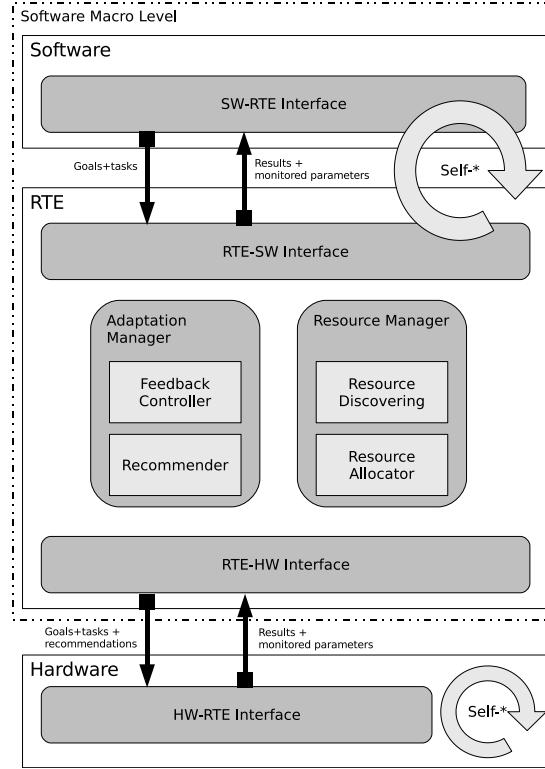 Software Macro Level
Software
SW-RTE Interface
Goals+tasks
Results +
monitored parameters
Self-*
RTE
RTE-SW Interface
Adaptation
Manager
Feedback
Controller
Recommender
Resource Manager
Resource
Discovering
Resource
Allocator
RTE-HW Interface
Goals+tasks +
recommendations
Results +
monitored parameters
Hardware
HW-RTE Interface
Self-*